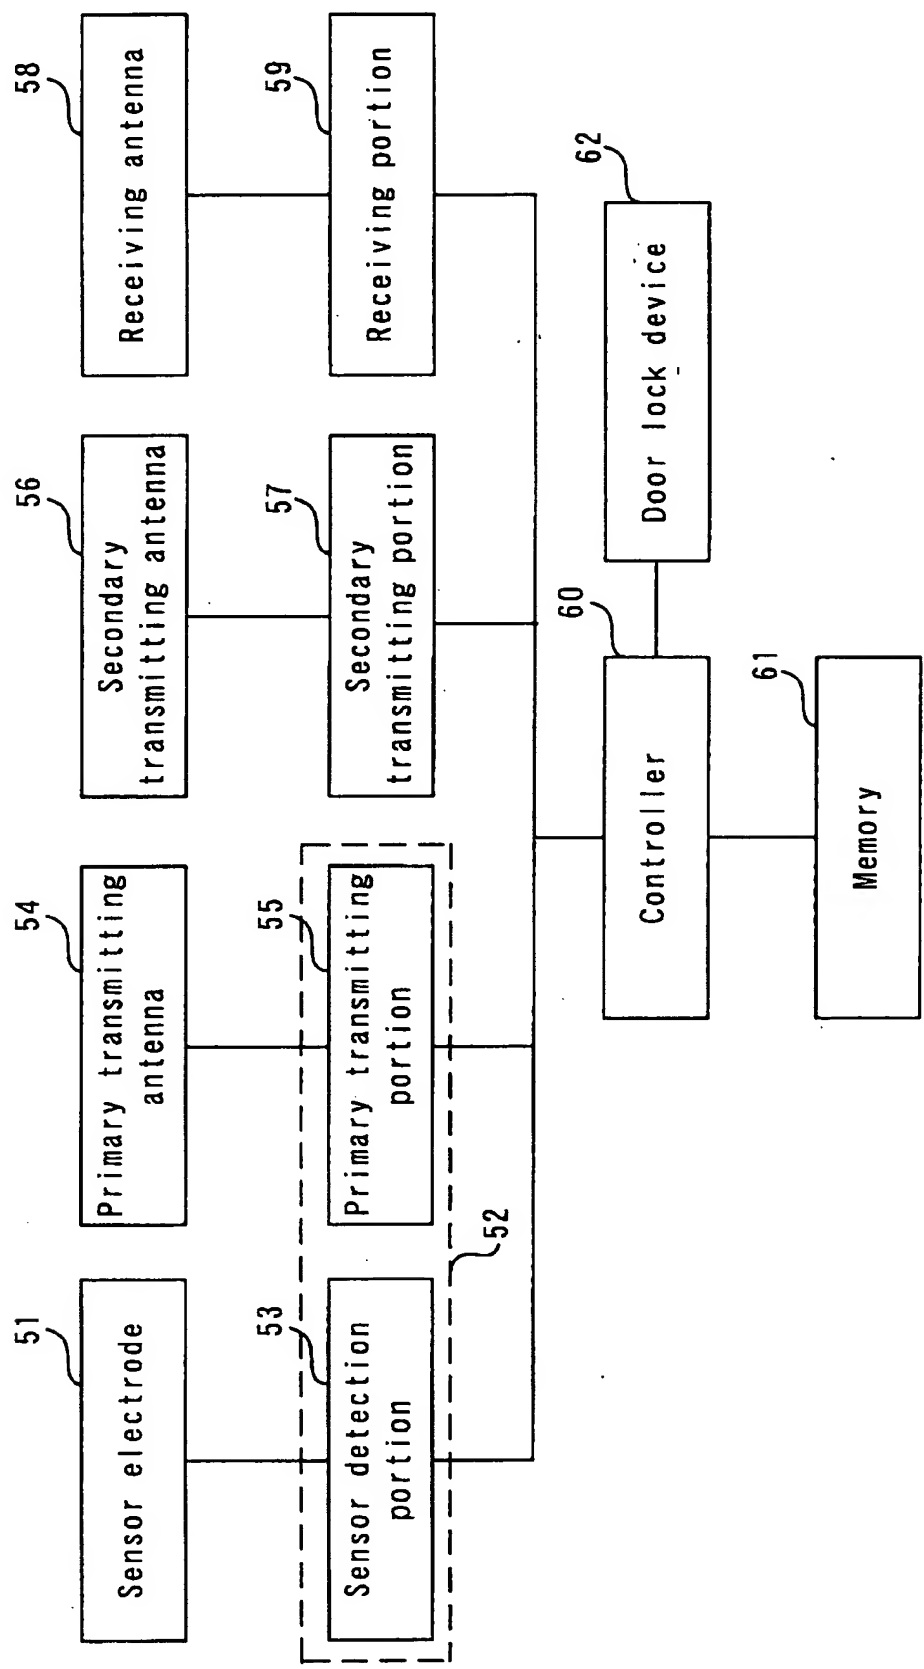 51
Sensor electrode
54
Primary transmitting
antenna
56
Secondary
transmitting antenna
58
Receiving antenna
53
Sensor detection
portion
55
Primary transmitting
portion
57
Secondary
transmitting portion
59
Receiving portion
52
60
Controller
62
Door lock device
61
Memory